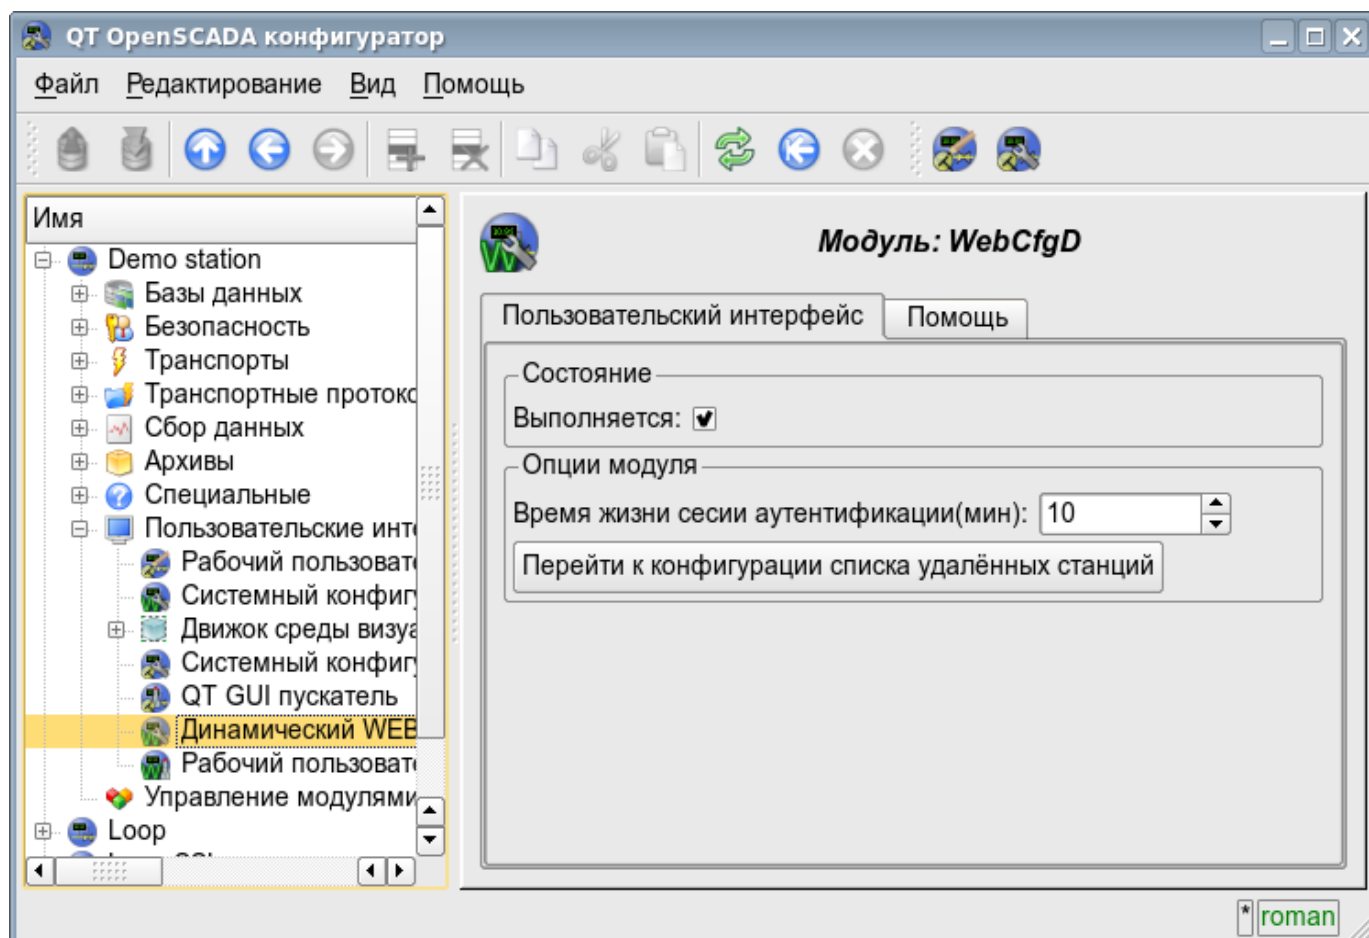 QT OpenSCADA конфигуратор
Файл Редактирование Вид Помощь
Имя
Demo station
Базы данных
Безопасность
Транспорты
Транспортные проток
Сбор данных
Архивы
Специальные
Пользовательские инт
Рабочий пользоват
Системный конфиг
Движок среды визуа
Системный конфиг
QT GUI пускатель
Динамический WEB
Рабочий пользоват
Управление модулями
Loop
Модуль: WebCfgD
Пользовательский интерфейс Помощь
Состояние
Выполняется:
Опции модуля
Время жизни сесии аутентификации(мин): 10
Перейти к конфигурации списка удалённых станций
* roman